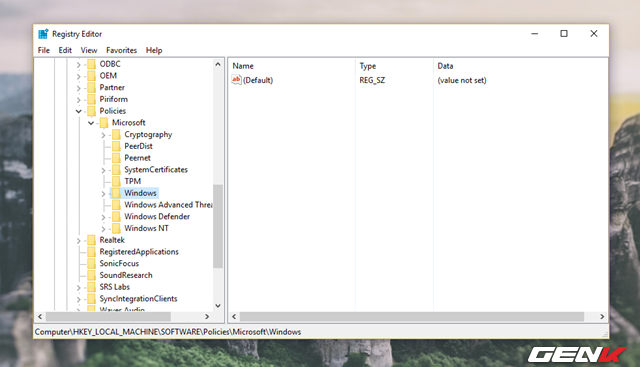 Registry Editor
File Edit View Favorites Help
ODBC
OEM
Partner
Piriform
Policies
Microsoft
Cryptography
PeerDist
Peernet
SystemCertificates
TPM
Windows
Windows Advanced Threa
Windows Defender
Windows NT
Realtek
RegisteredApplications
SonicFocus
SoundResearch
SRS Labs
SyncIntegrationClients
Waves Audio
Name Type Data
ab (Default) REG_SZ (value not set)
Computer\HKEY_LOCAL_MACHINE\SOFTWARE\Policies\Microsoft\Windows
GENK